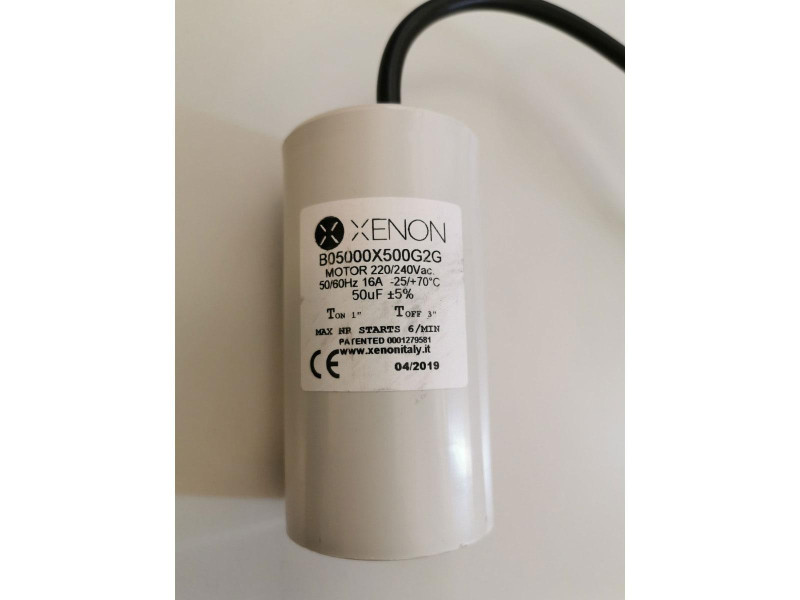 XENON
B05000X500G2G
MOTOR 220/240Vac.
50/60Hz 16A -25/+70°C
50uF ±5%
TON 1" TOFF 3"
MAX NR STARTS 6/MIN
PATENTED 0001279581
www.xenonitaly.it
CE 04/2019